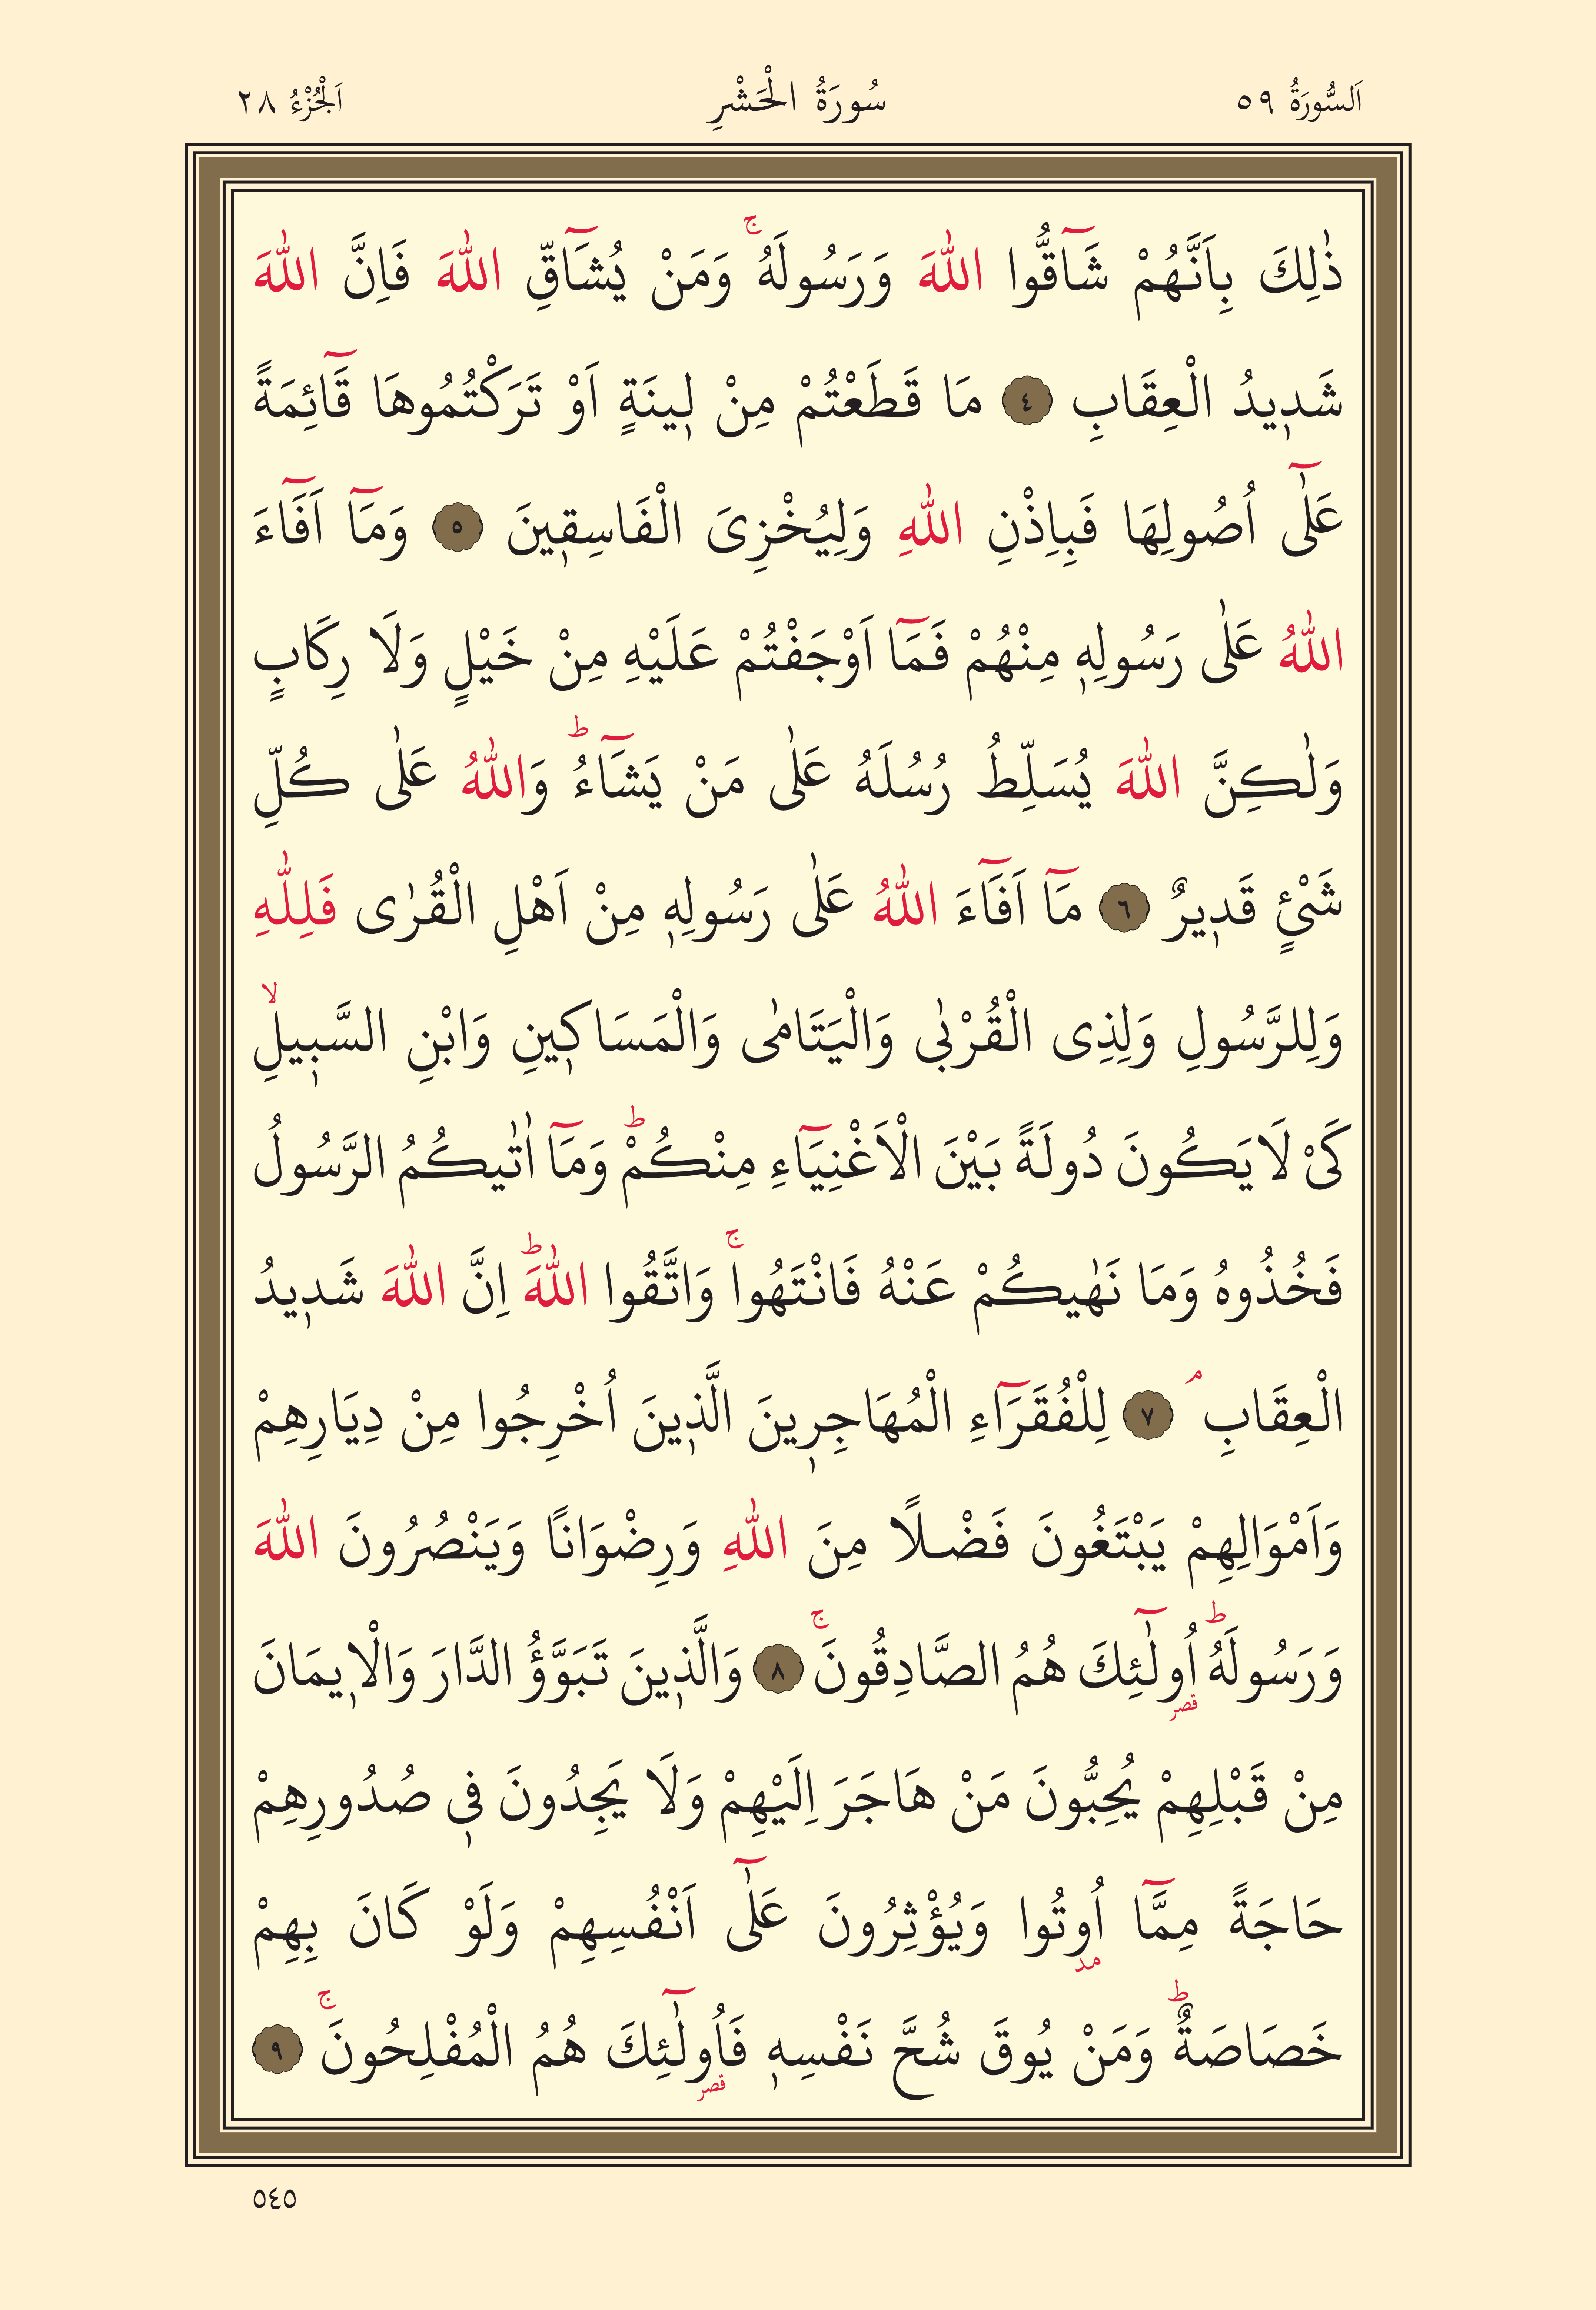 اَلسُّورَةُ ٥٩ سُورَةُ الْحَشْرِ اَلْجُزْءُ ٢٨
ذٰلِكَ بِاَنَّهُمْ شَٓاقُّوا اللّٰهَ وَرَسُولَهُۚ وَمَنْ يُشَٓاقِّ اللّٰهَ فَاِنَّ اللّٰهَ
شَدٖيدُ الْعِقَابِ ٤ مَا قَطَعْتُمْ مِنْ لٖينَةٍ اَوْ تَرَكْتُمُوهَا قَٓائِمَةً
عَلٰٓى اُصُولِهَا فَبِاِذْنِ اللّٰهِ وَلِيُخْزِىَ الْفَاسِقٖينَ ٥ وَمَٓا اَفَٓاءَ
اللّٰهُ عَلٰى رَسُولِهٖ مِنْهُمْ فَمَٓا اَوْجَفْتُمْ عَلَيْهِ مِنْ خَيْلٍ وَلَا رِكَابٍ
وَلٰكِنَّ اللّٰهَ يُسَلِّطُ رُسُلَهُ عَلٰى مَنْ يَشَٓاءُؕ وَاللّٰهُ عَلٰى كُلِّ
شَىْئٍ قَدٖيرٌ ٦ مَٓا اَفَٓاءَ اللّٰهُ عَلٰى رَسُولِهٖ مِنْ اَهْلِ الْقُرٰى فَلِلّٰهِ
وَلِلرَّسُولِ وَلِذِى الْقُرْبٰى وَالْيَتَامٰى وَالْمَسَاكٖينِ وَابْنِ السَّبٖيلِۙ
كَىْ لَا يَكُونَ دُولَةً بَيْنَ الْاَغْنِيَٓاءِ مِنْكُمْؕ وَمَٓا اٰتٰيكُمُ الرَّسُولُ
فَخُذُوهُ وَمَا نَهٰيكُمْ عَنْهُ فَانْتَهُواۚ وَاتَّقُوا اللّٰهَؕ اِنَّ اللّٰهَ شَدٖيدُ
الْعِقَابِۘ ٧ لِلْفُقَرَٓاءِ الْمُهَاجِرٖينَ الَّذٖينَ اُخْرِجُوا مِنْ دِيَارِهِمْ
وَاَمْوَالِهِمْ يَبْتَغُونَ فَضْلًا مِنَ اللّٰهِ وَرِضْوَانًا وَيَنْصُرُونَ اللّٰهَ
وَرَسُولَهُؕ اُولٰٓئِكَ قصر هُمُ الصَّادِقُونَۚ ٨ وَالَّذٖينَ تَبَوَّؤُ الدَّارَ وَالْاٖيمَانَ
مِنْ قَبْلِهِمْ يُحِبُّونَ مَنْ هَاجَرَ اِلَيْهِمْ وَلَا يَجِدُونَ فٖى صُدُورِهِمْ
حَاجَةً مِمَّٓا اُوتُوا مد وَيُؤْثِرُونَ عَلٰٓى اَنْفُسِهِمْ وَلَوْ كَانَ بِهِمْ
خَصَاصَةٌؕ وَمَنْ يُوقَ شُحَّ نَفْسِهٖ فَاُولٰٓئِكَ قصر هُمُ الْمُفْلِحُونَۚ ٩
٥٤٥